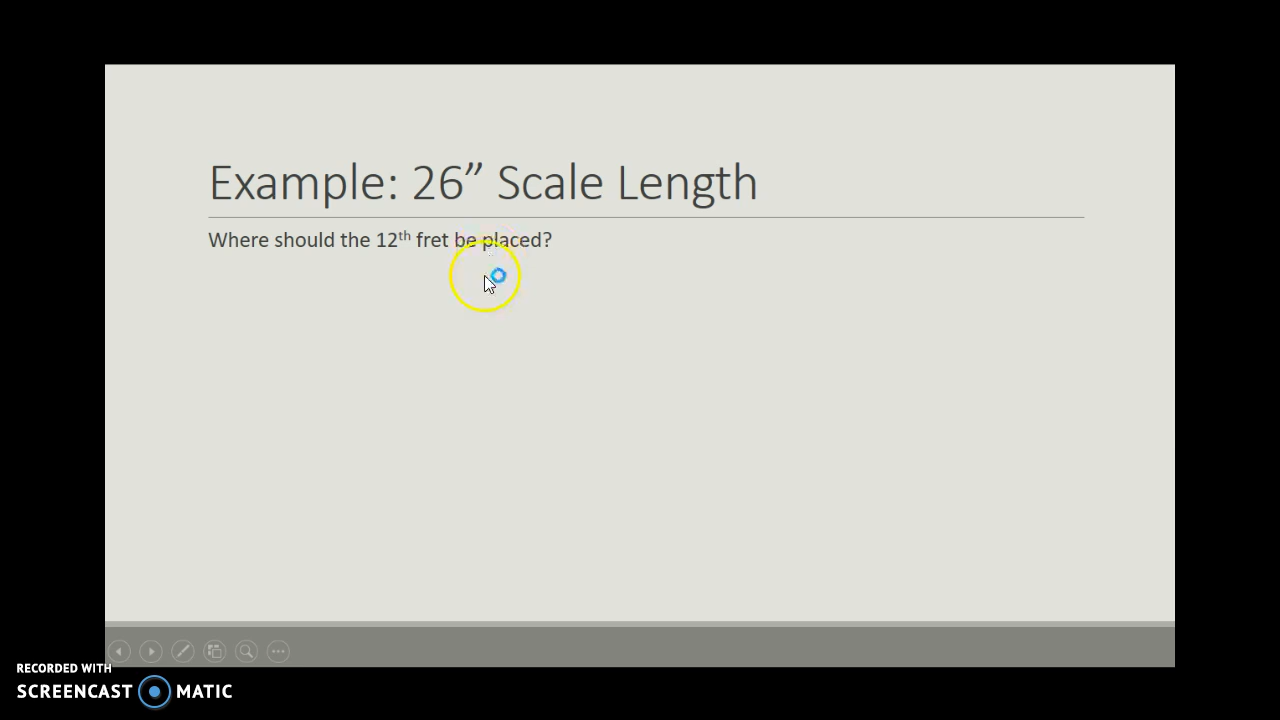 Example: 26” Scale Length
Where should the 12th fret be placed?
RECORDED WITH
SCREENCAST MATIC